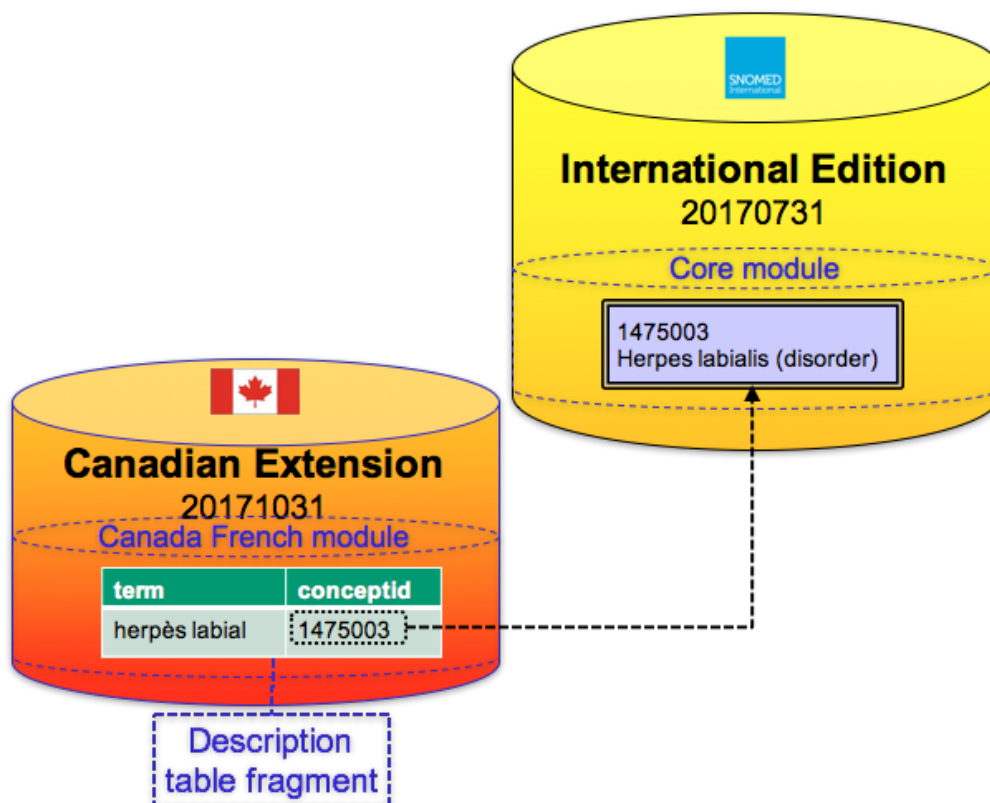 SNOMED
International
International Edition
20170731
Core module
1475003
Herpes labialis (disorder)
Canadian Extension
20171031
Canada French module
term conceptid
herpès labial 1475003
Description
table fragment